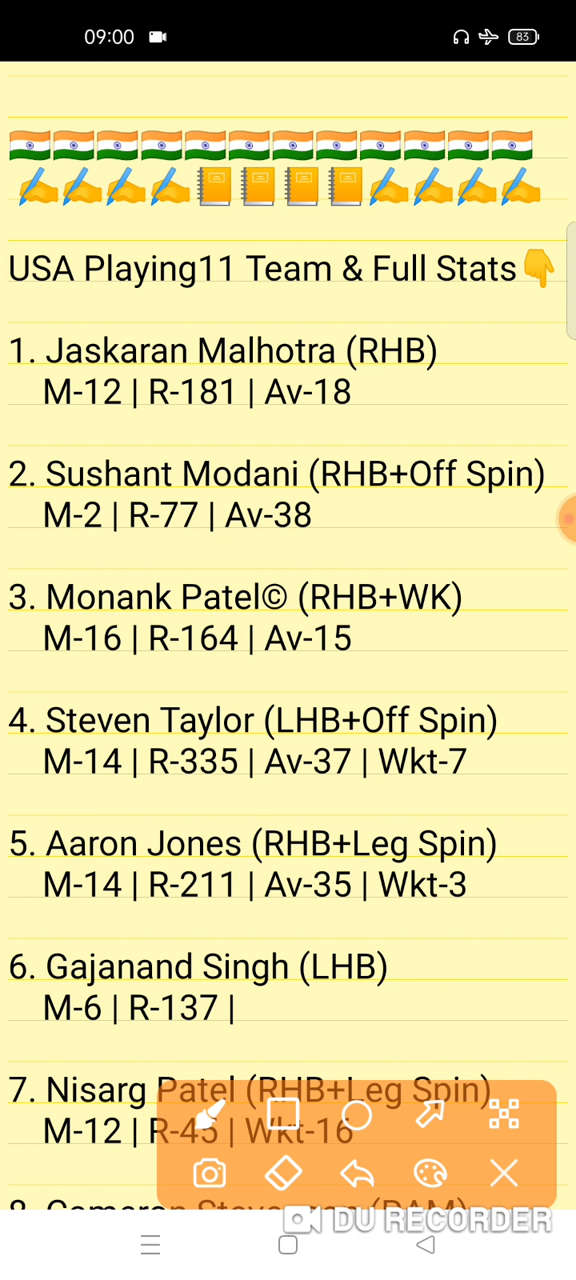 09:00
83
USA Playing11 Team & Full Stats👇
1. Jaskaran Malhotra (RHB)
M-12 | R-181 | Av-18
2. Sushant Modani (RHB+Off Spin)
M-2 | R-77 | Av-38
3. Monank Patel© (RHB+WK)
M-16 | R-164 | Av-15
4. Steven Taylor (LHB+Off Spin)
M-14 | R-335 | Av-37 | Wkt-7
5. Aaron Jones (RHB+Leg Spin)
M-14 | R-211 | Av-35 | Wkt-3
6. Gajanand Singh (LHB)
M-6 | R-137 |
7. Nisarg Patel (RHB+Leg Spin)
M-12 | R-45 | Wkt-16
8. Cameron (RAM)
DU RECORDER